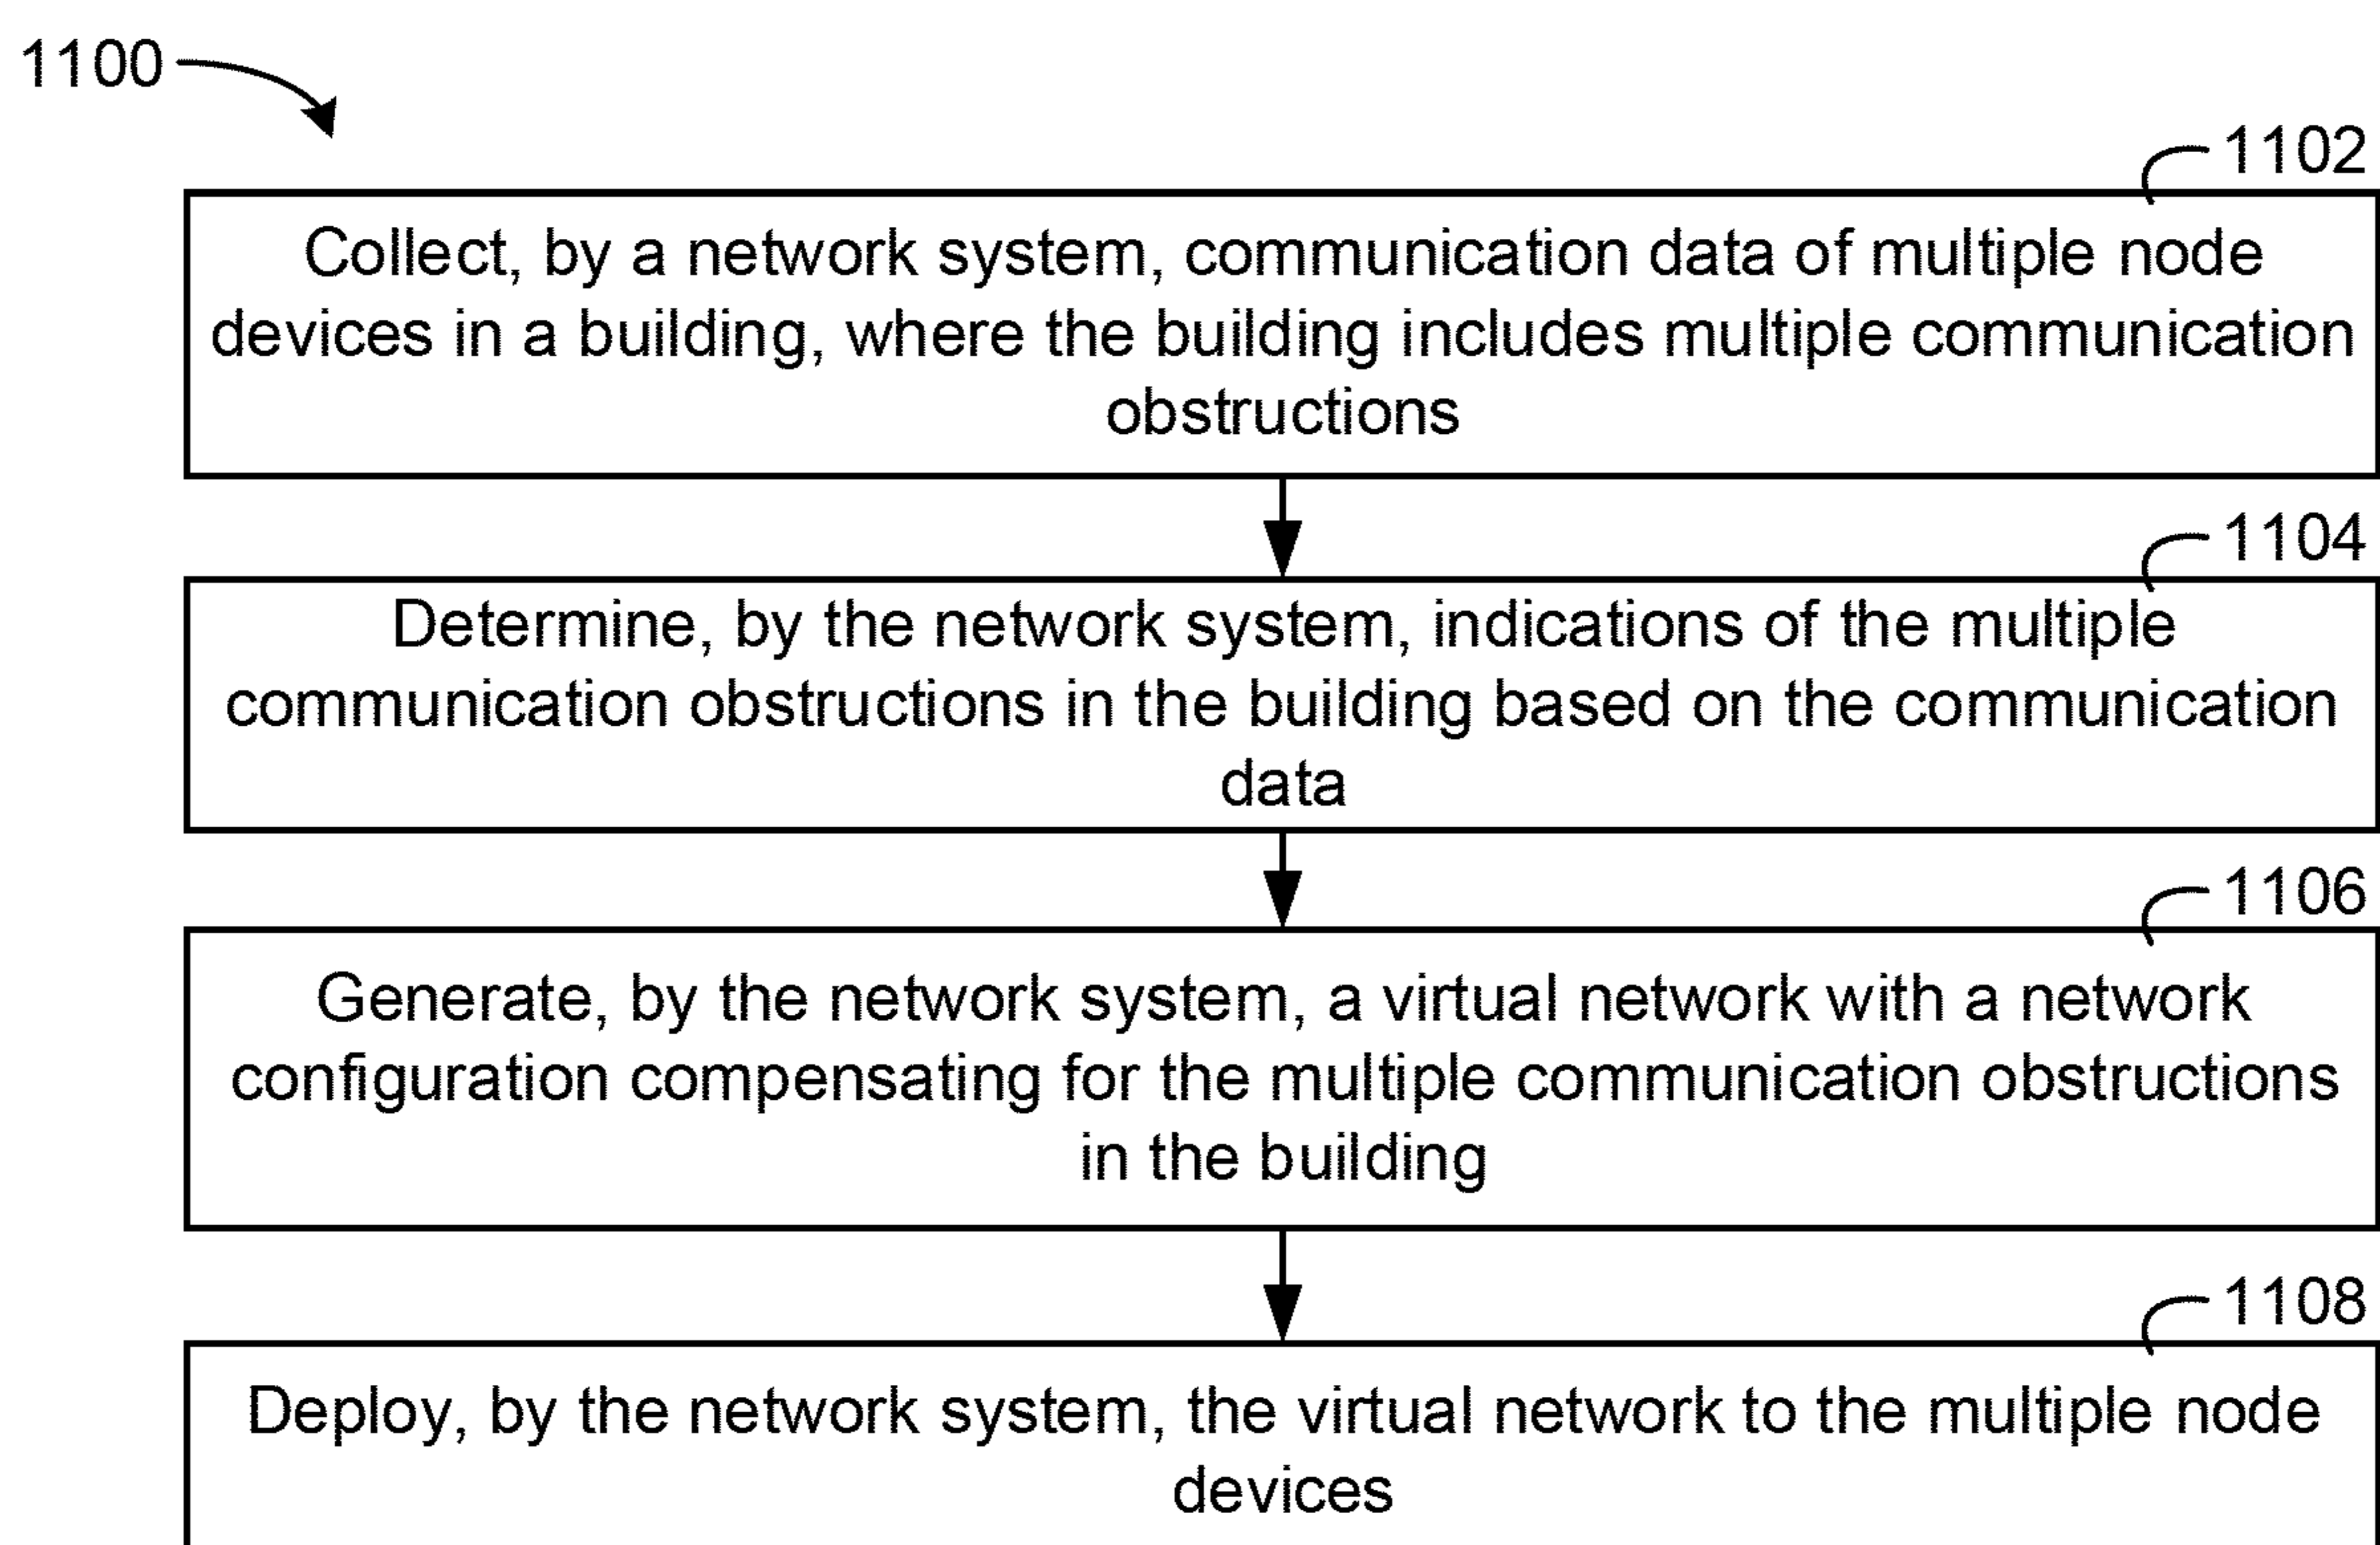 1100
1102
Collect, by a network system, communication data of multiple node
devices in a building, where the building includes multiple communication
obstructions
1104
Determine, by the network system, indications of the multiple
communication obstructions in the building based on the communication
data
1106
Generate, by the network system, a virtual network with a network
configuration compensating for the multiple communication obstructions
in the building
1108
Deploy, by the network system, the virtual network to the multiple node
devices